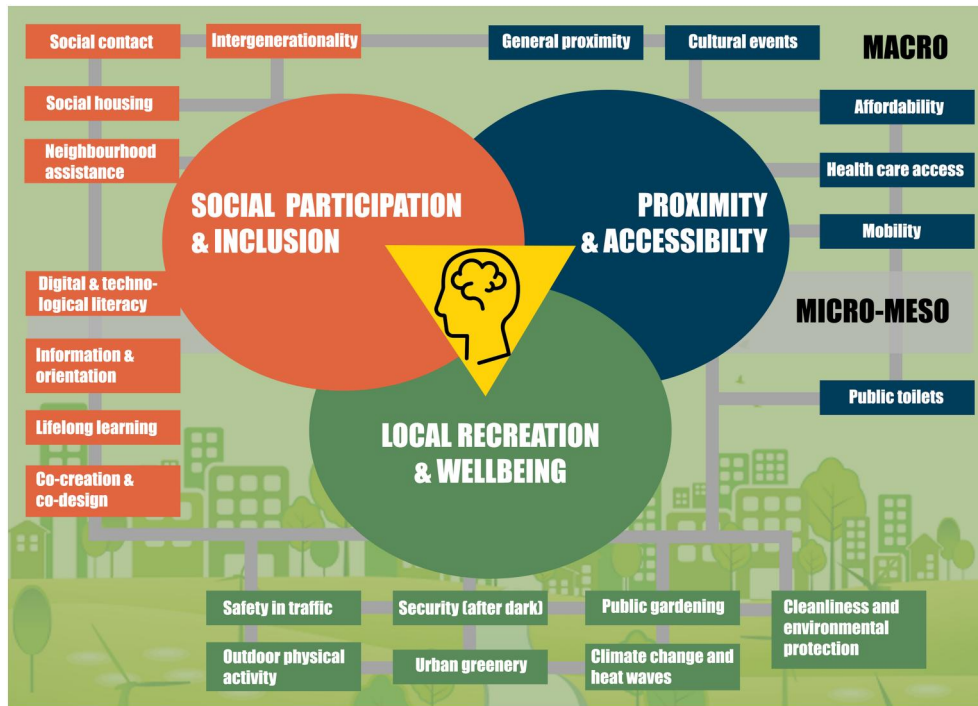 Social contact
Intergenerationality
General proximity
Cultural events
MACRO
Social housing
Affordability
Neighbourhood
assistance
Health care access
SOCIAL PARTICIPATION
& INCLUSION
PROXIMITY
& ACCESSIBILTY
Mobility
Digital & techno-
logical literacy
MICRO-MESO
Information &
orientation
Public toilets
Lifelong learning
LOCAL RECREATION
& WELLBEING
Co-creation &
co-design
Safety in traffic
Security (after dark)
Public gardening
Cleanliness and
environmental
protection
Outdoor physical
activity
Urban greenery
Climate change and
heat waves